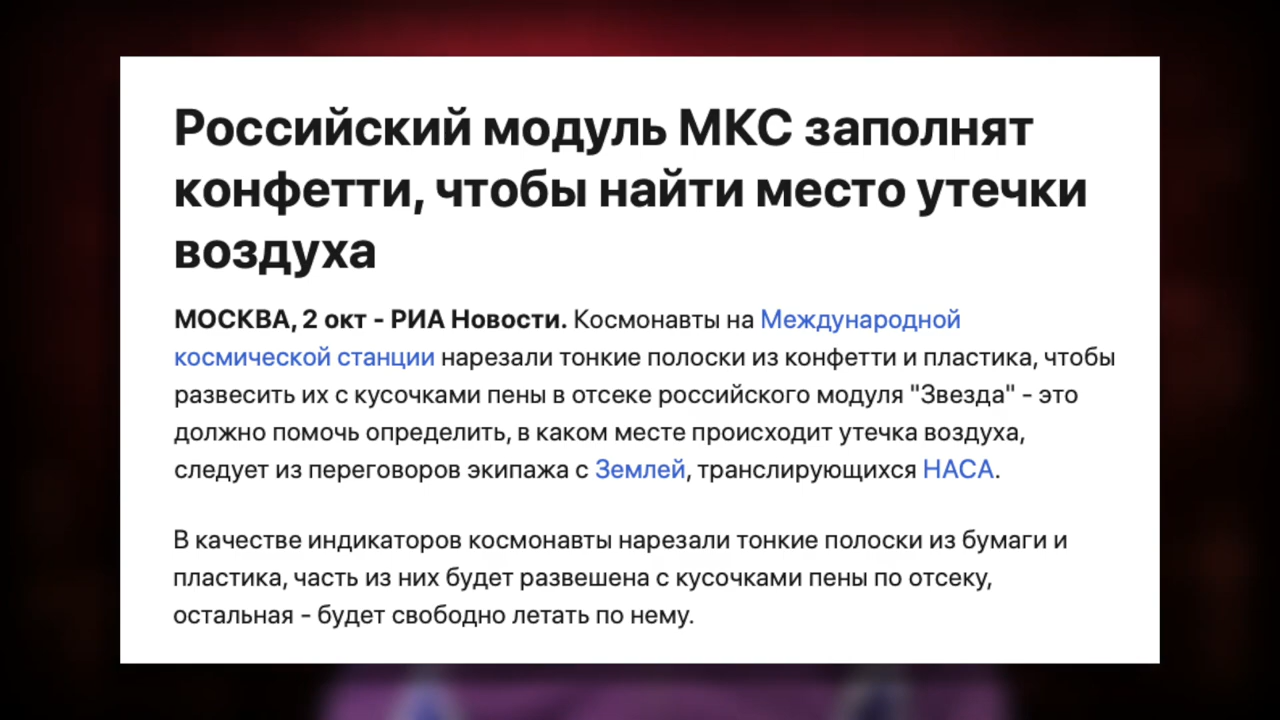 Российский модуль МКС заполнят
конфетти, чтобы найти место утечки
воздуха
МОСКВА, 2 окт - РИА Новости. Космонавты на Международной
космической станции нарезали тонкие полоски из конфетти и пластика, чтобы
развесить их с кусочками пены в отсеке российского модуля "Звезда" - это
должно помочь определить, в каком месте происходит утечка воздуха,
следует из переговоров экипажа с Землей, транслирующихся НАСА.
В качестве индикаторов космонавты нарезали тонкие полоски из бумаги и
пластика, часть из них будет развешена с кусочками пены по отсеку,
остальная - будет свободно летать по нему.